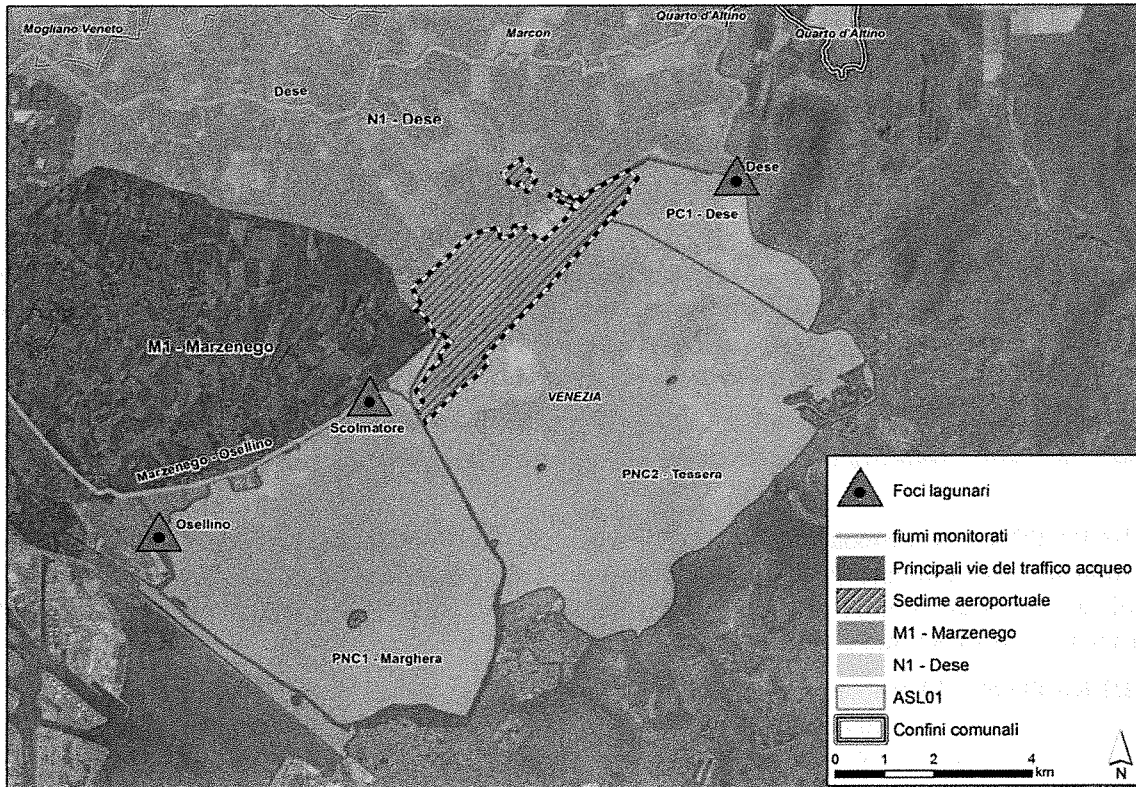 Mogliano Veneto
Marcon
Quarto d'Altino
Quarto d'Altino
Dese
N1 - Dese
Dese
PC1 - Dese
M1 - Marzenego
VENEZIA
Scolmatore
Marzenego - Osellino
PNC2 - Tessera
Osellino
PNC1 - Marghera
Foci lagunari
fiumi monitorati
Principali vie del traffico acqueo
Sedime aeroportuale
M1 - Marzenego
N1 - Dese
ASL01
Confini comunali
0 1 2 4
km
N